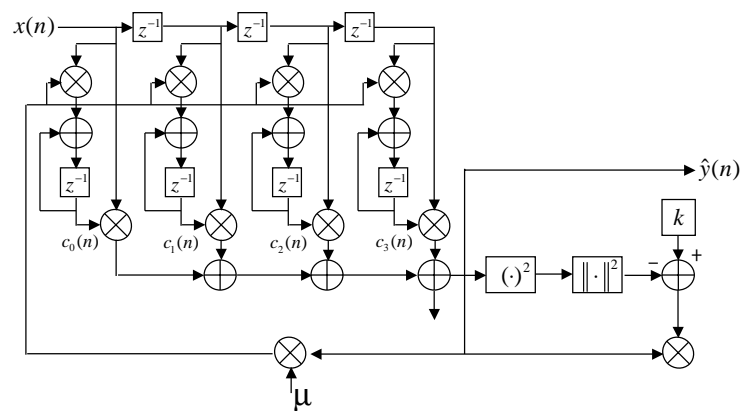 x(n) z⁻¹ z⁻¹ z⁻¹
z⁻¹ z⁻¹ z⁻¹ z⁻¹
ŷ(n)
k
c₀(n) c₁(n) c₂(n) c₃(n)
(·)² ‖·‖² − +
μ